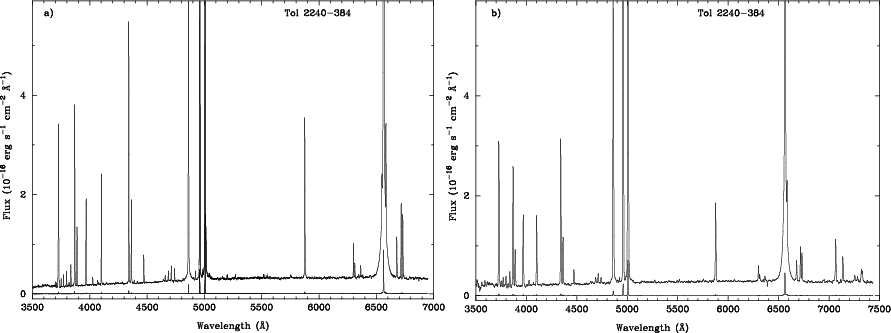 a) Tol 2240-384
b) Tol 2240-384
Flux (10⁻¹⁶ erg s⁻¹ cm⁻² Å⁻¹)
4
2
0
3500 4000 4500 5000 5500 6000 6500 7000
Wavelength (Å)
Flux (10⁻¹⁶ erg s⁻¹ cm⁻² Å⁻¹)
4
2
0
3500 4000 4500 5000 5500 6000 6500 7000 7500
Wavelength (Å)